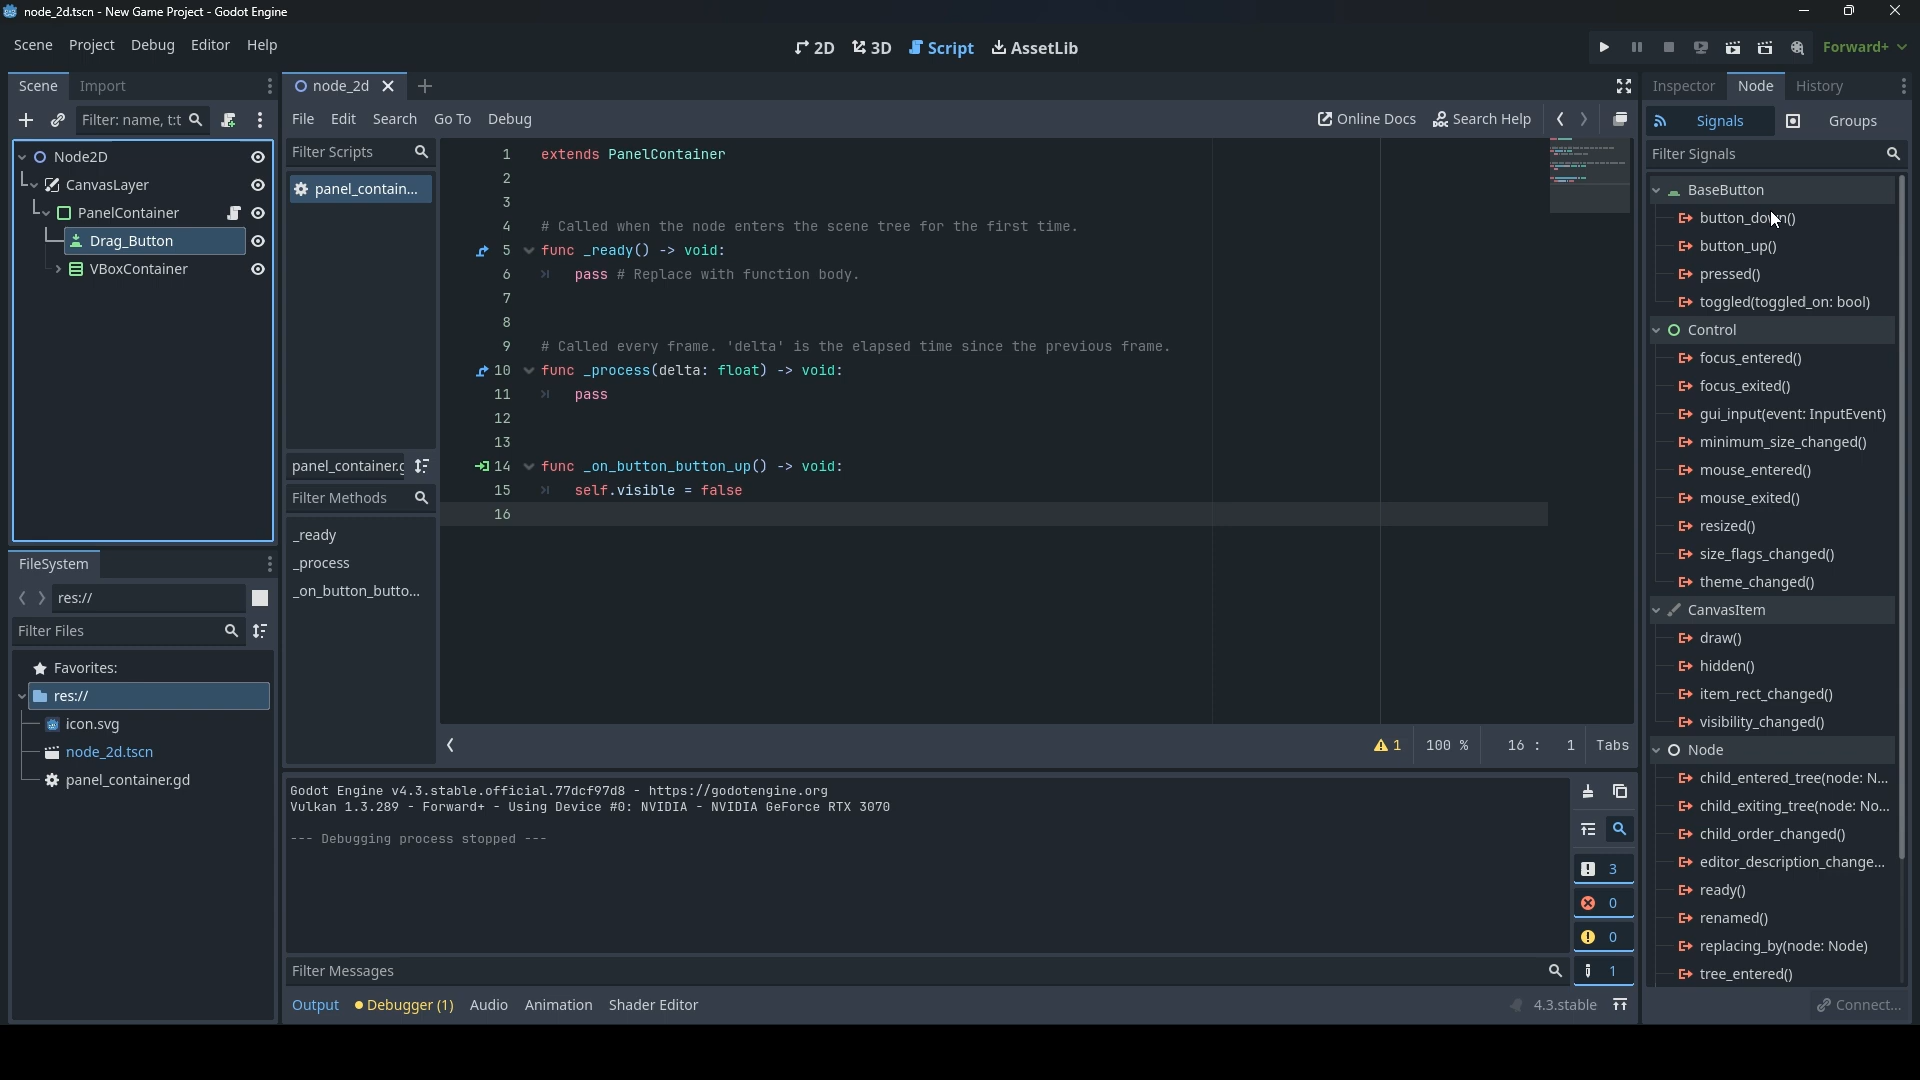 node_2d.tscn - New Game Project - Godot Engine
Scene Project Debug Editor Help
2D 3D Script AssetLib
Forward+
Scene Import
Filter: name, t:t
Node2D
CanvasLayer
PanelContainer
Drag_Button
VBoxContainer
FileSystem
res://
Filter Files
Favorites:
res://
icon.svg
node_2d.tscn
panel_container.gd
node_2d
File Edit Search Go To Debug
Online Docs Search Help
Filter Scripts
panel_contain...
panel_container.g
Filter Methods
_ready
_process
_on_button_butto...
1 extends PanelContainer
2
3
4 # Called when the node enters the scene tree for the first time.
5 func _ready() -> void:
6 pass # Replace with function body.
7
8
9 # Called every frame. 'delta' is the elapsed time since the previous frame.
10 func _process(delta: float) -> void:
11 pass
12
13
14 func _on_button_button_up() -> void:
15 self.visible = false
16
1 100 % 16 : 1 Tabs
Godot Engine v4.3.stable.official.77dcf97d8 - https://godotengine.org
Vulkan 1.3.289 - Forward+ - Using Device #0: NVIDIA - NVIDIA GeForce RTX 3070
--- Debugging process stopped ---
3
0
0
1
Filter Messages
Output Debugger (1) Audio Animation Shader Editor
4.3.stable
Inspector Node History
Signals Groups
Filter Signals
BaseButton
button_down()
button_up()
pressed()
toggled(toggled_on: bool)
Control
focus_entered()
focus_exited()
gui_input(event: InputEvent)
minimum_size_changed()
mouse_entered()
mouse_exited()
resized()
size_flags_changed()
theme_changed()
CanvasItem
draw()
hidden()
item_rect_changed()
visibility_changed()
Node
child_entered_tree(node: N...
child_exiting_tree(node: No...
child_order_changed()
editor_description_change...
ready()
renamed()
replacing_by(node: Node)
tree_entered()
Connect...